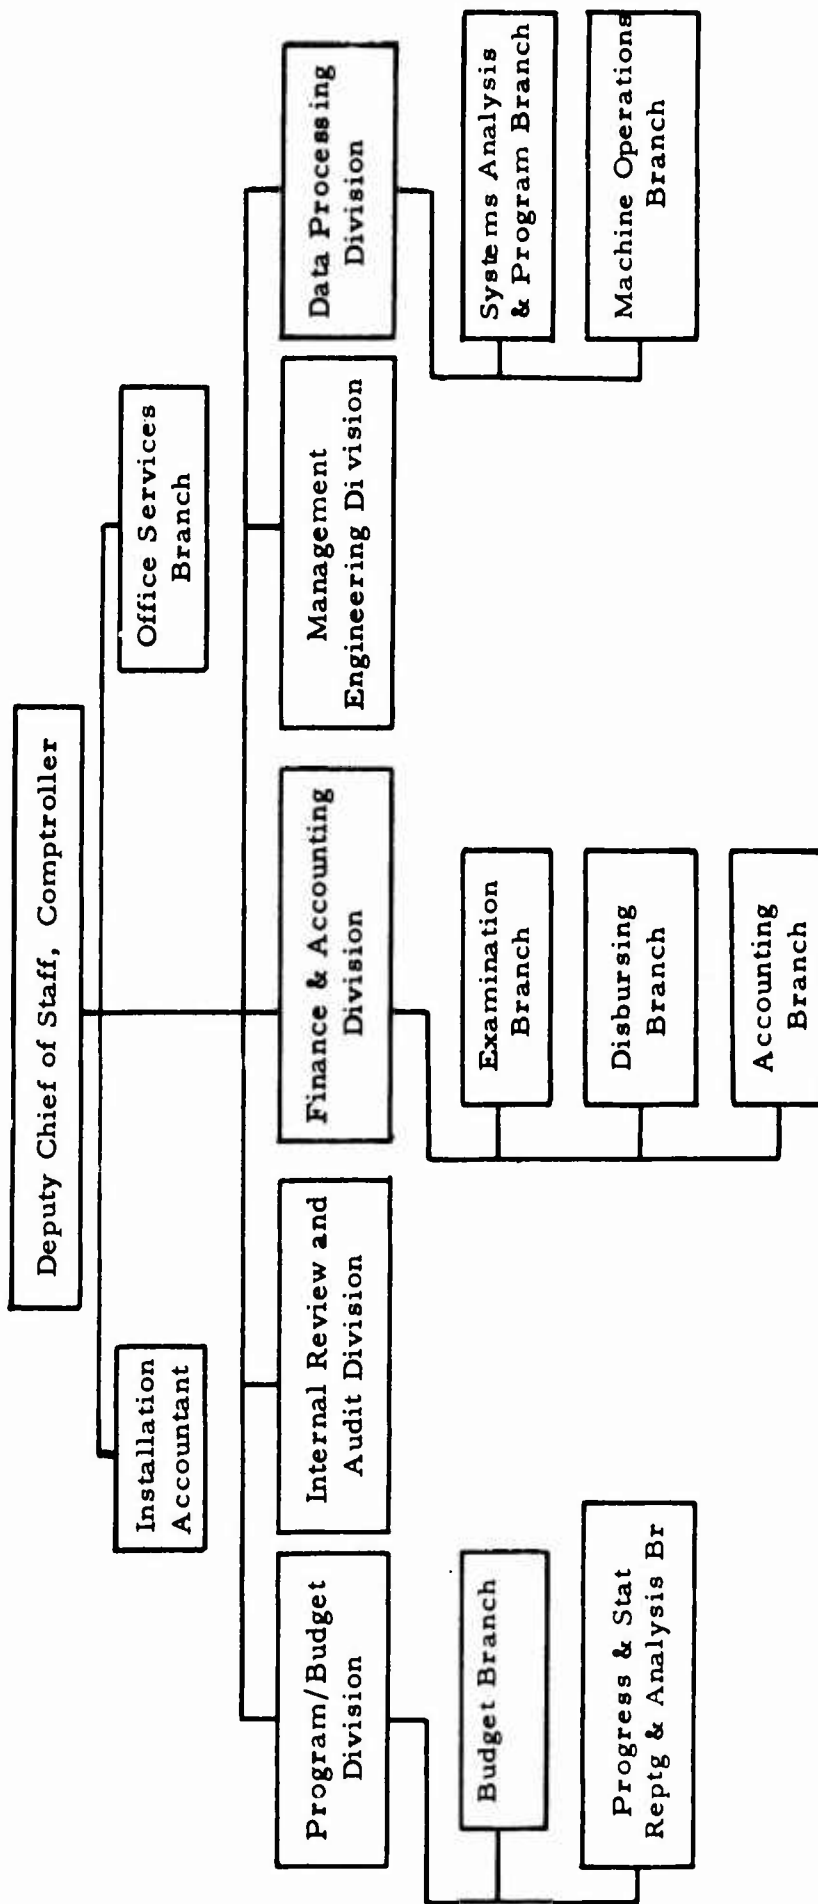 Deputy Chief of Staff, Comptroller
Installation
Accountant
Office Services
Branch
Program/Budget
Division
Internal Review and
Audit Division
Finance & Accounting
Division
Management
Engineering Division
Data Processing
Division
Budget Branch
Progress & Stat
Reptg & Analysis Br
Examination
Branch
Disbursing
Branch
Accounting
Branch
Systems Analysis
& Program Branch
Machine Operations
Branch